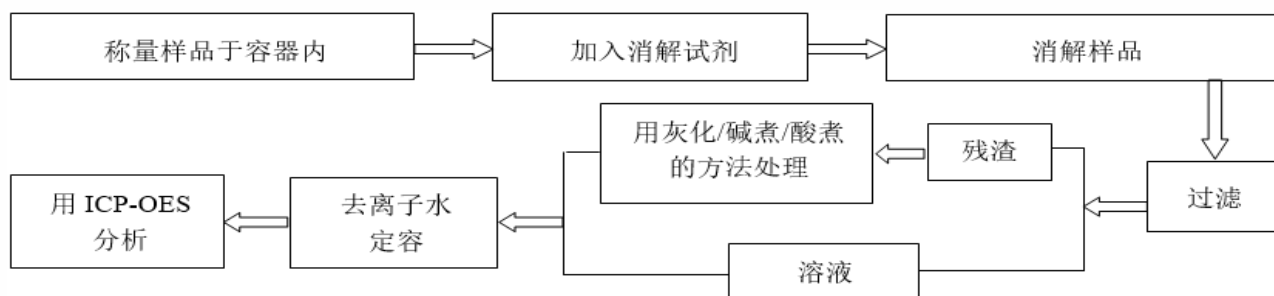 称量样品于容器内
加入消解试剂
消解样品
用灰化/碱煮/酸煮
的方法处理
残渣
过滤
用 ICP-OES
分析
去离子水
定容
溶液